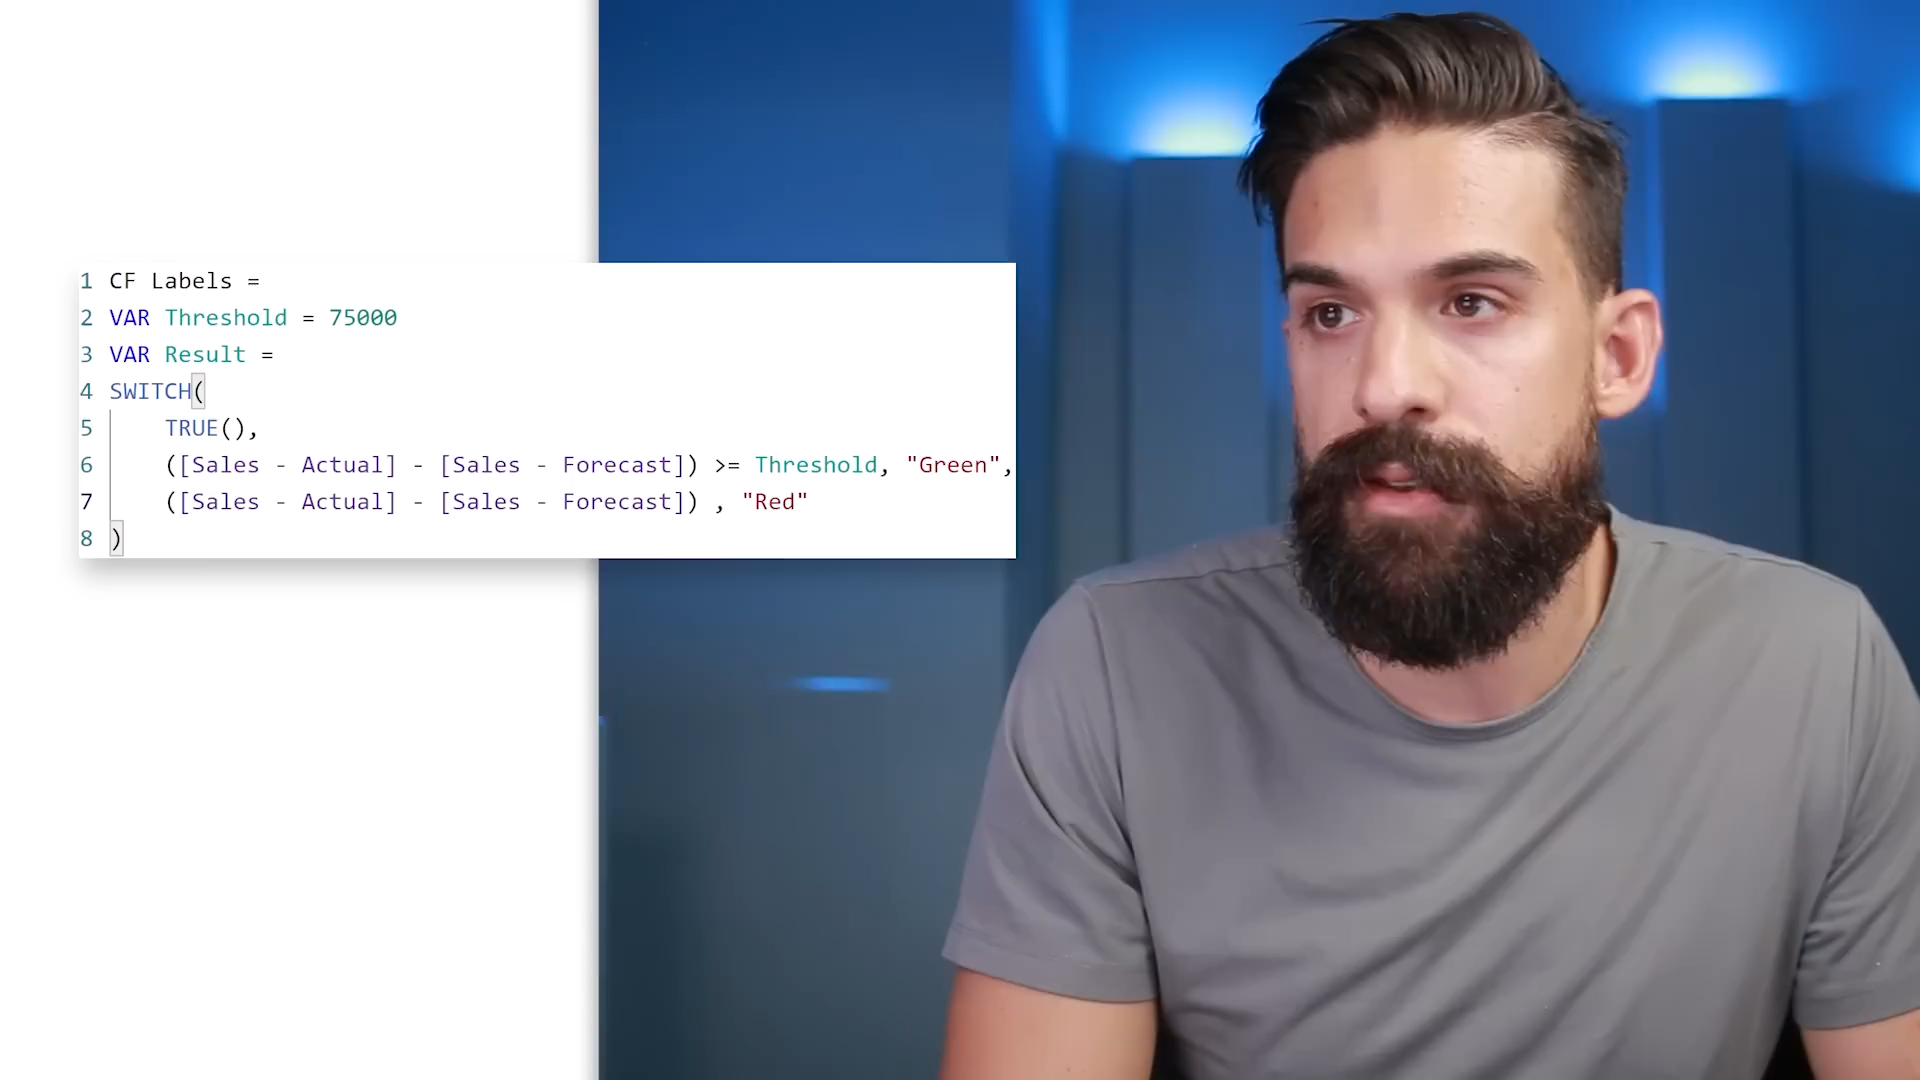 1 CF Labels =
2 VAR Threshold = 75000
3 VAR Result =
4 SWITCH(
5 TRUE(),
6 ([Sales - Actual] - [Sales - Forecast]) >= Threshold, "Green",
7 ([Sales - Actual] - [Sales - Forecast]) , "Red"
8 )